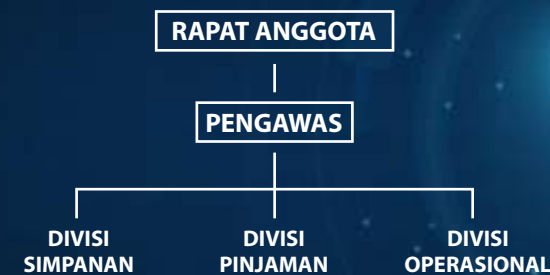 RAPAT ANGGOTA
PENGAWAS
DIVISI
SIMPANAN
DIVISI
PINJAMAN
DIVISI
OPERASIONAL